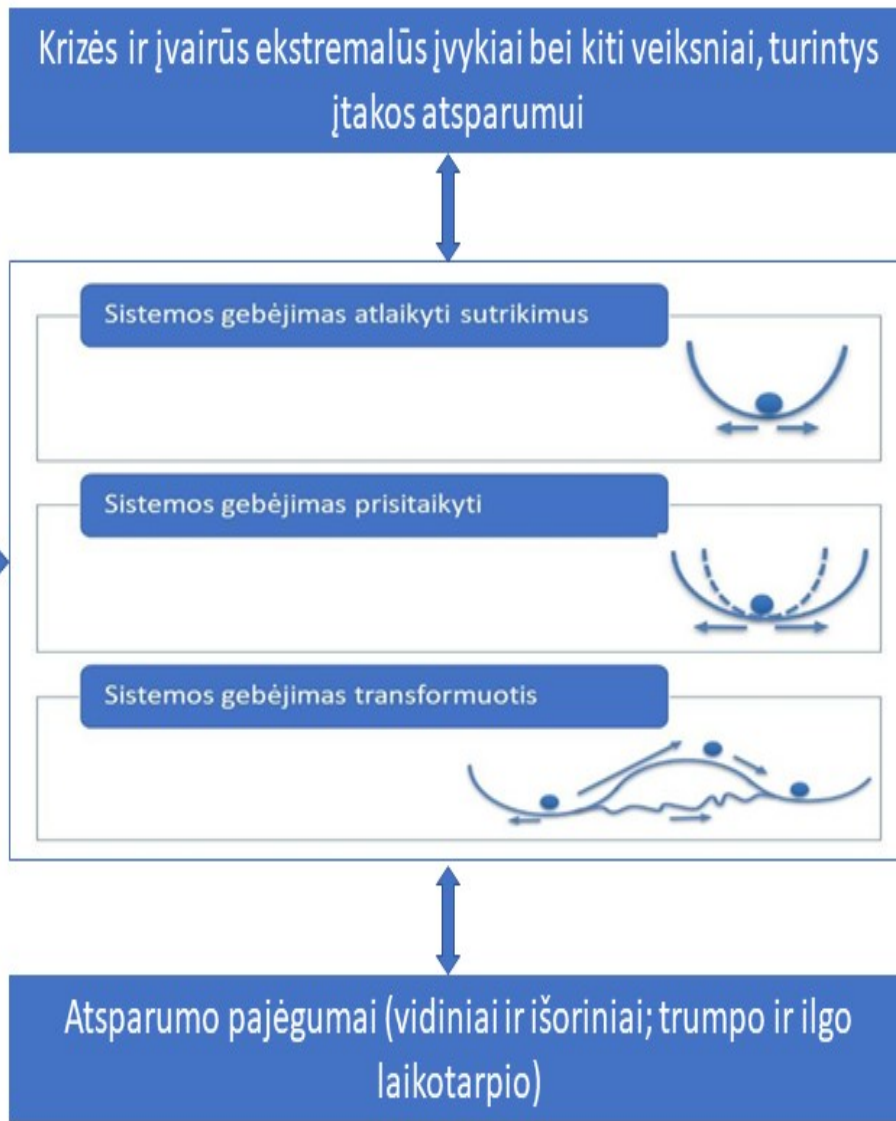 Krizės ir įvairūs ekstremalūs įvykiai bei kiti veiksniai, turintys
įtakos atsparumui
Sistemos gebėjimas atlaikyti sutrikimus
Sistemos gebėjimas prisitaikyti
Sistemos gebėjimas transformuotis
Atsparumo pajėgumai (vidiniai ir išoriniai; trumpo ir ilgo
laikotarpio)